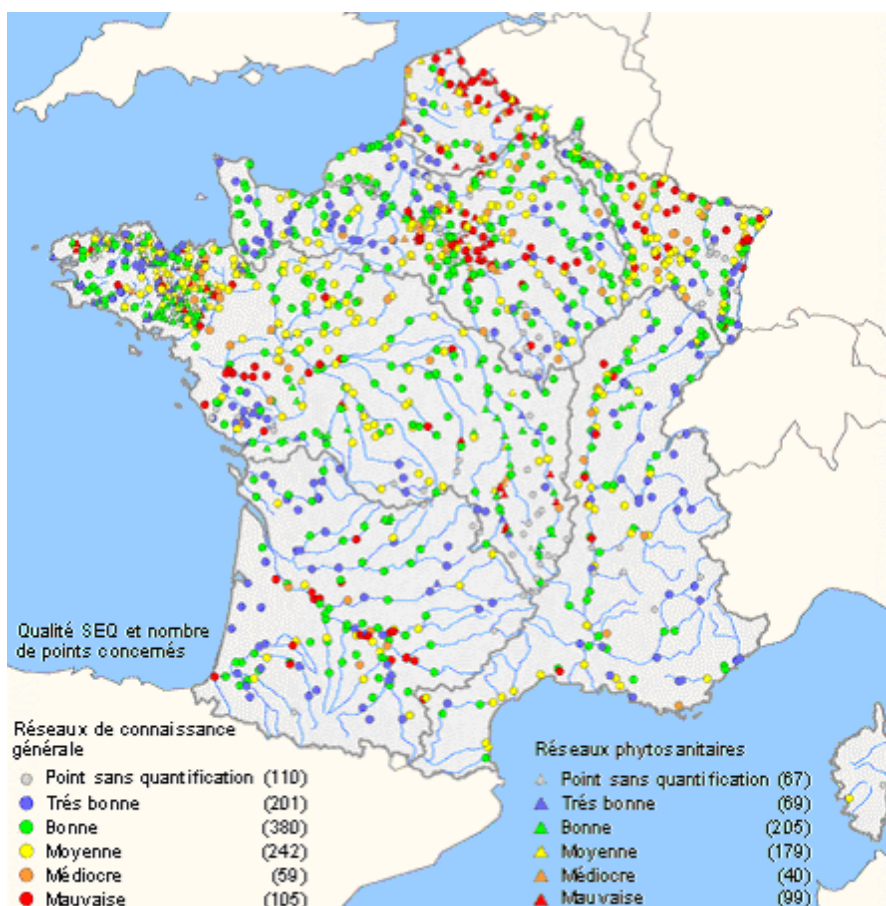 Qualité SEQ et nombre
de points concernés
Réseaux de connaissance
générale
Point sans quantification (110)
Trés bonne (201)
Bonne (380)
Moyenne (242)
Médiocre (59)
Mauvaise (105)
Réseaux phytosanitaires
Point sans quantification (67)
Trés bonne (69)
Bonne (205)
Moyenne (179)
Médiocre (40)
Mauvaise (99)